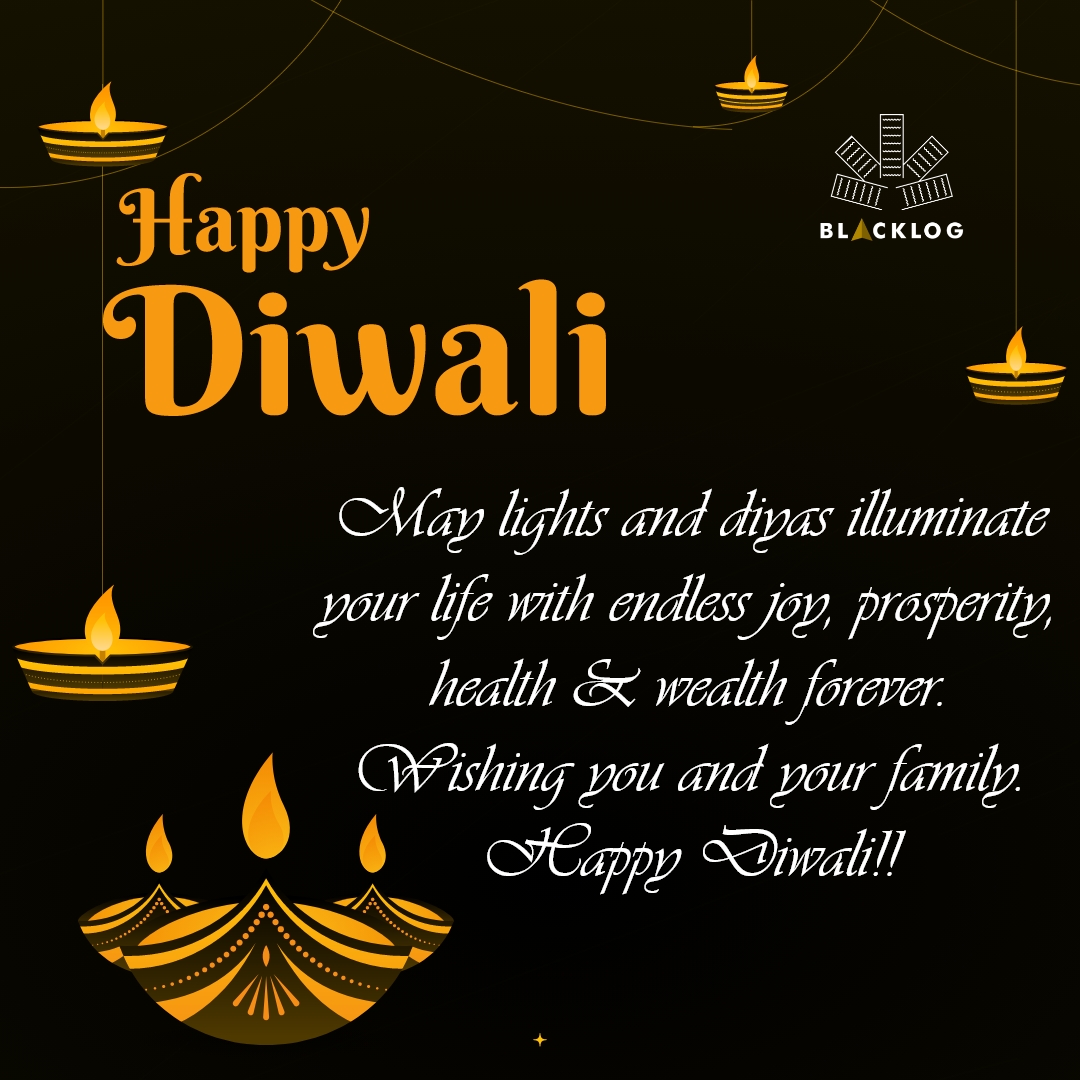 Happy
Diwali
BLACKLOG
May lights and diyas illuminate
your life with endless joy, prosperity,
health & wealth forever.
Wishing you and your family.
Happy Diwali!!